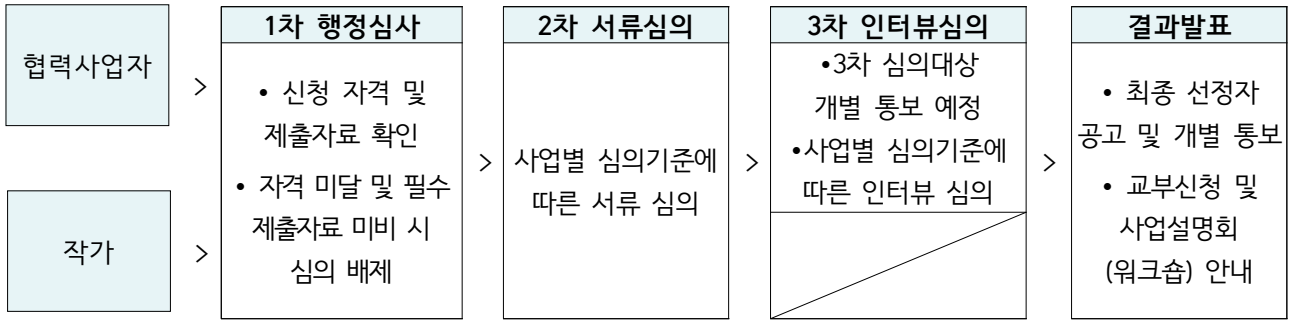 협력사업자
>
작가
>
1차 행정심사
• 신청 자격 및
제출자료 확인
• 자격 미달 및 필수
제출자료 미비 시
심의 배제
>
2차 서류심의
사업별 심의기준에
따른 서류 심의
>
3차 인터뷰심의
•3차 심의대상
개별 통보 예정
•사업별 심의기준에
따른 인터뷰 심의
>
결과발표
• 최종 선정자
공고 및 개별 통보
• 교부신청 및
사업설명회
(워크숍) 안내